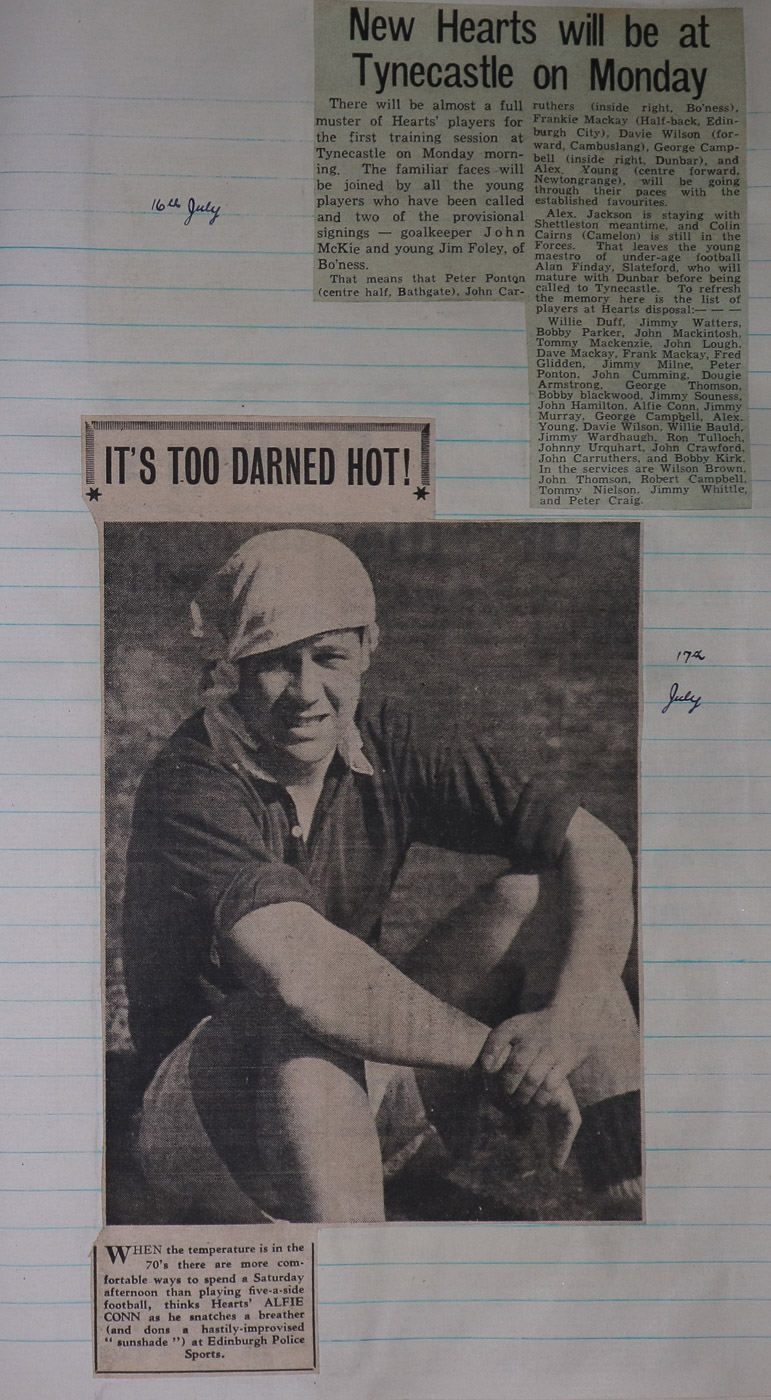 New Hearts will be at
Tynecastle on Monday
There will be almost a full
muster of Hearts' players for
the first training session at
Tynecastle on Monday morn-
ing. The familiar faces will
be joined by all the young
players who have been called
and two of the provisional
signings — goalkeeper John
McKie and young Jim Foley, of
Bo'ness.
That means that Peter Ponton
(centre half, Bathgate), John Car-
ruthers (inside right, Bo'ness),
Frankie Mackay (Half-back, Edin-
burgh City), Davie Wilson (for-
ward, Cambuslang), George Camp-
bell (inside right, Dunbar), and
Alex. Young (centre forward,
Newtongrange), will be going
through their paces with the
established favourites.
Alex. Jackson is staying with
Shettleston meantime, and Colin
Cairns (Camelon) is still in the
Forces. That leaves the young
maestro of under-age football
Alan Finday, Slateford, who will
mature with Dunbar before being
called to Tynecastle. To refresh
the memory here is the list of
players at Hearts disposal:— — —
Willie Duff, Jimmy Watters,
Bobby Parker, John Mackintosh,
Tommy Mackenzie, John Lough,
Dave Mackay, Frank Mackay, Fred
Glidden, Jimmy Milne, Peter
Ponton, John Cumming, Dougie
Armstrong, George Thomson,
Bobby blackwood, Jimmy Souness,
John Hamilton, Alfie Conn, Jimmy
Murray, George Campbell, Alex.
Young, Davie Wilson, Willie Bauld,
Jimmy Wardhaugh, Ron Tulloch,
Johnny Urquhart, John Crawford,
John Carruthers, and Bobby Kirk.
In the services are Wilson Brown,
John Thomson, Robert Campbell,
Tommy Nielson, Jimmy Whittle,
and Peter Craig.
16th July
IT'S TOO DARNED HOT!
17th
July
WHEN the temperature is in the
70's there are more com-
fortable ways to spend a Saturday
afternoon than playing five-a-side
football, thinks Hearts' ALFIE
CONN as he snatches a breather
(and dons a hastily-improvised
"sunshade") at Edinburgh Police
Sports.